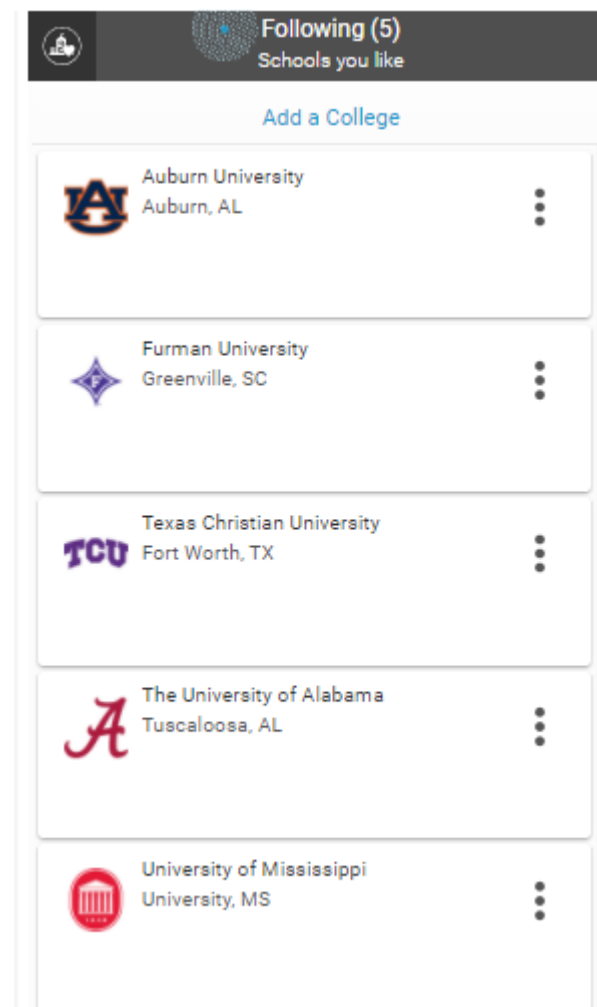 Following (5)
Schools you like
Add a College
Auburn University
AU
Auburn, AL
Furman University
F
Greenville, SC
Texas Christian University
TCU
Fort Worth, TX
The University of Alabama
A
Tuscaloosa, AL
University of Mississippi
University, MS